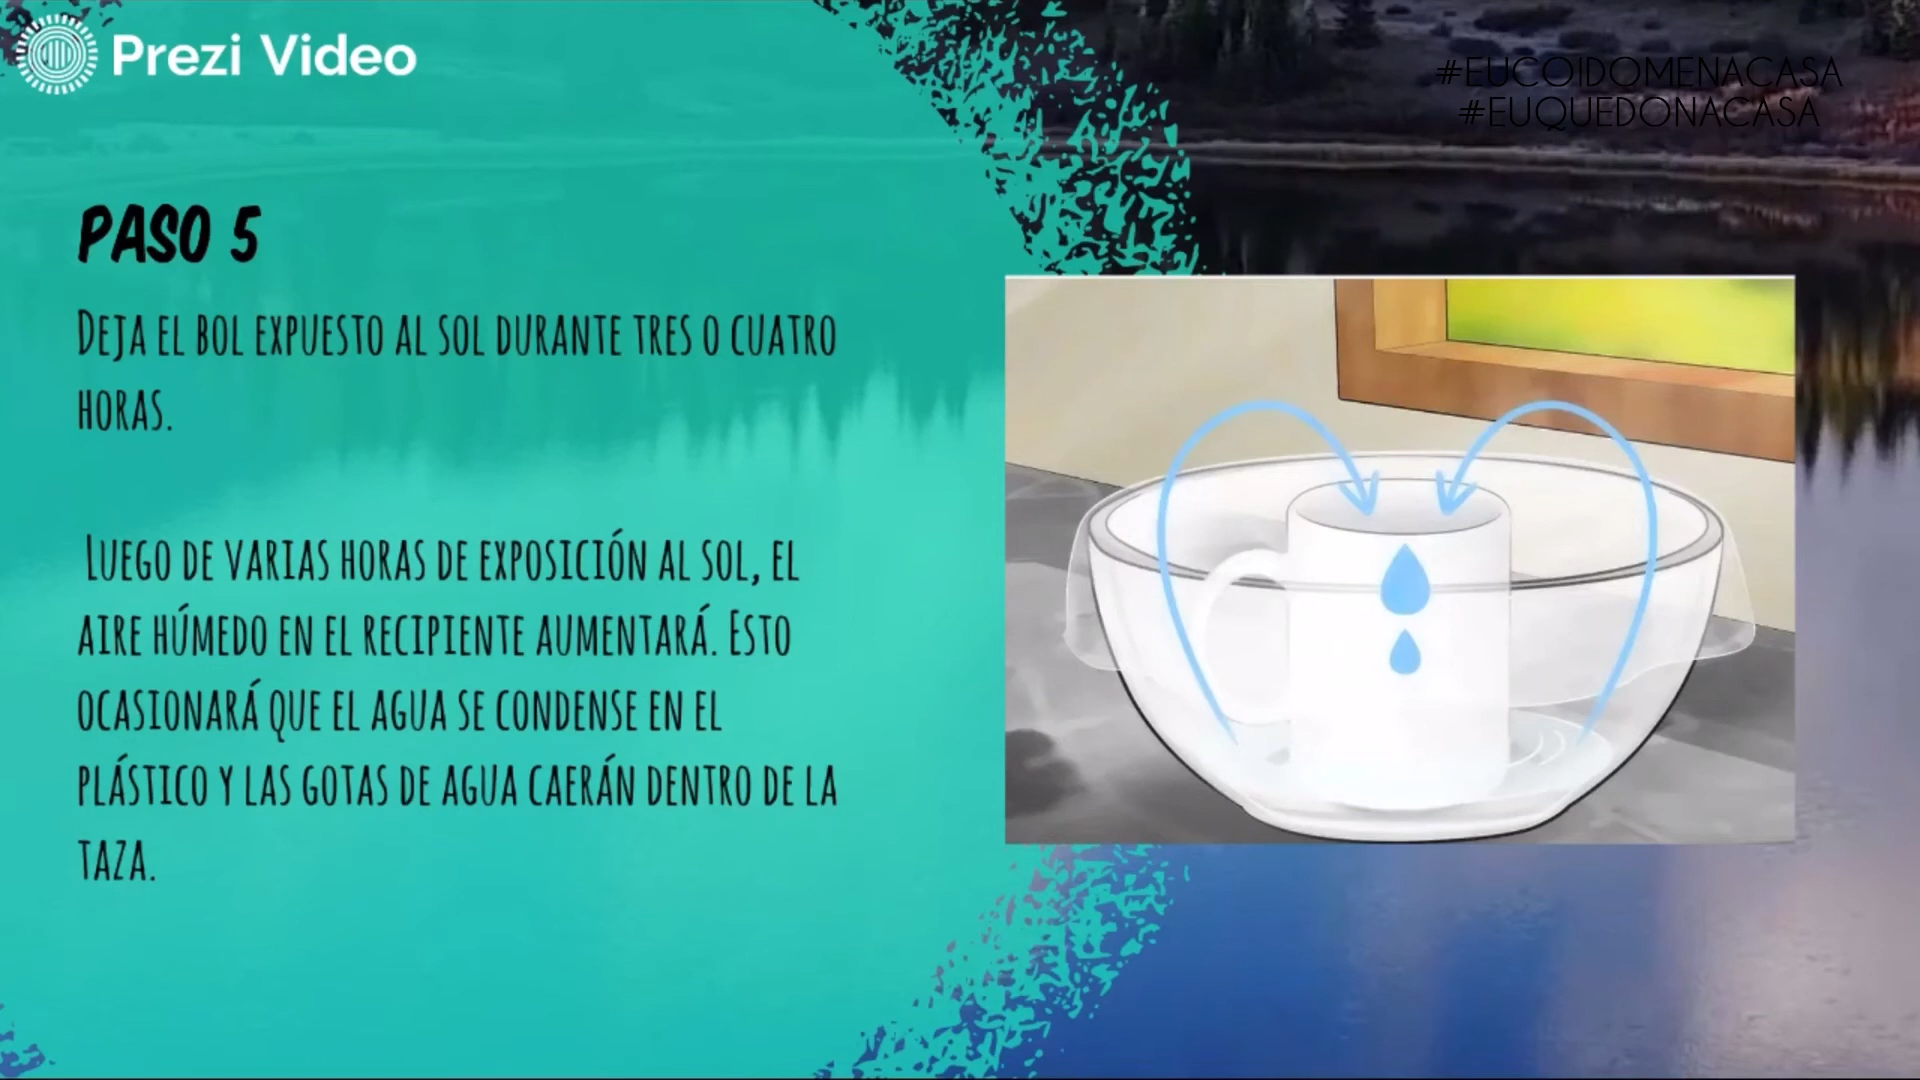 Prezi Video
#EUCOIDOMENACASA
#EUQUEDONACASA
PASO 5
DEJA EL BOL EXPUESTO AL SOL DURANTE TRES O CUATRO
HORAS.
LUEGO DE VARIAS HORAS DE EXPOSICIÓN AL SOL, EL
AIRE HÚMEDO EN EL RECIPIENTE AUMENTARÁ. ESTO
OCASIONARÁ QUE EL AGUA SE CONDENSE EN EL
PLÁSTICO Y LAS GOTAS DE AGUA CAERÁN DENTRO DE LA
TAZA.